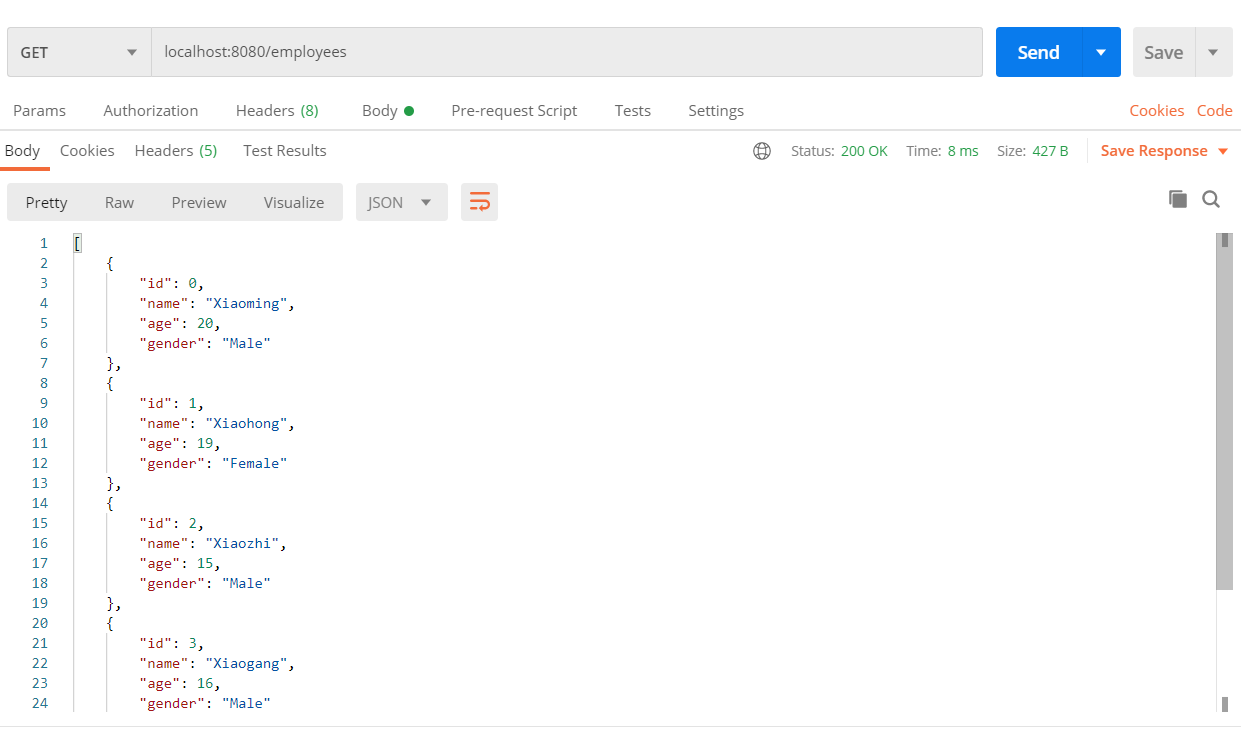 GET localhost:8080/employees Send Save
Params Authorization Headers (8) Body Pre-request Script Tests Settings Cookies Code
Body Cookies Headers (5) Test Results Status: 200 OK Time: 8 ms Size: 427 B Save Response
Pretty Raw Preview Visualize JSON
1 [
2 {
3 "id": 0,
4 "name": "Xiaoming",
5 "age": 20,
6 "gender": "Male"
7 },
8 {
9 "id": 1,
10 "name": "Xiaohong",
11 "age": 19,
12 "gender": "Female"
13 },
14 {
15 "id": 2,
16 "name": "Xiaozhi",
17 "age": 15,
18 "gender": "Male"
19 },
20 {
21 "id": 3,
22 "name": "Xiaogang",
23 "age": 16,
24 "gender": "Male"